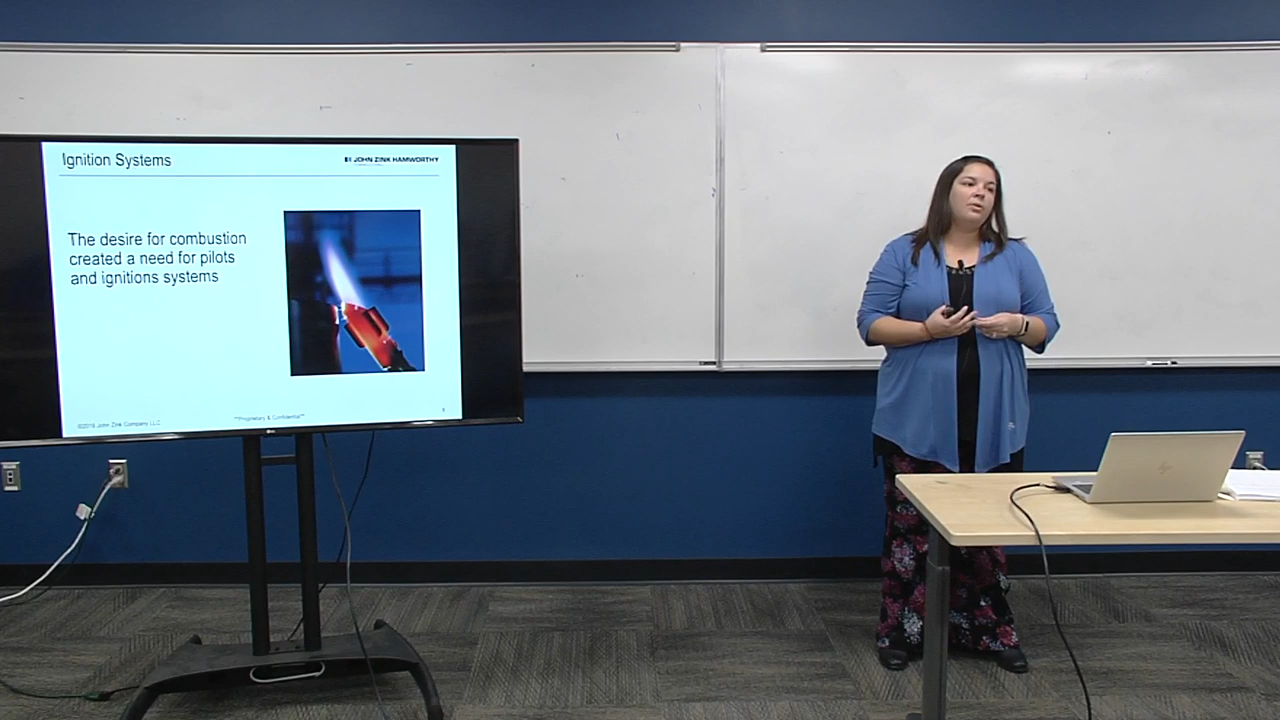 Ignition Systems
JOHN ZINK HAMWORTHY
The desire for combustion
created a need for pilots
and ignitions systems
©2019 John Zink Company LLC
**Proprietary & Confidential**